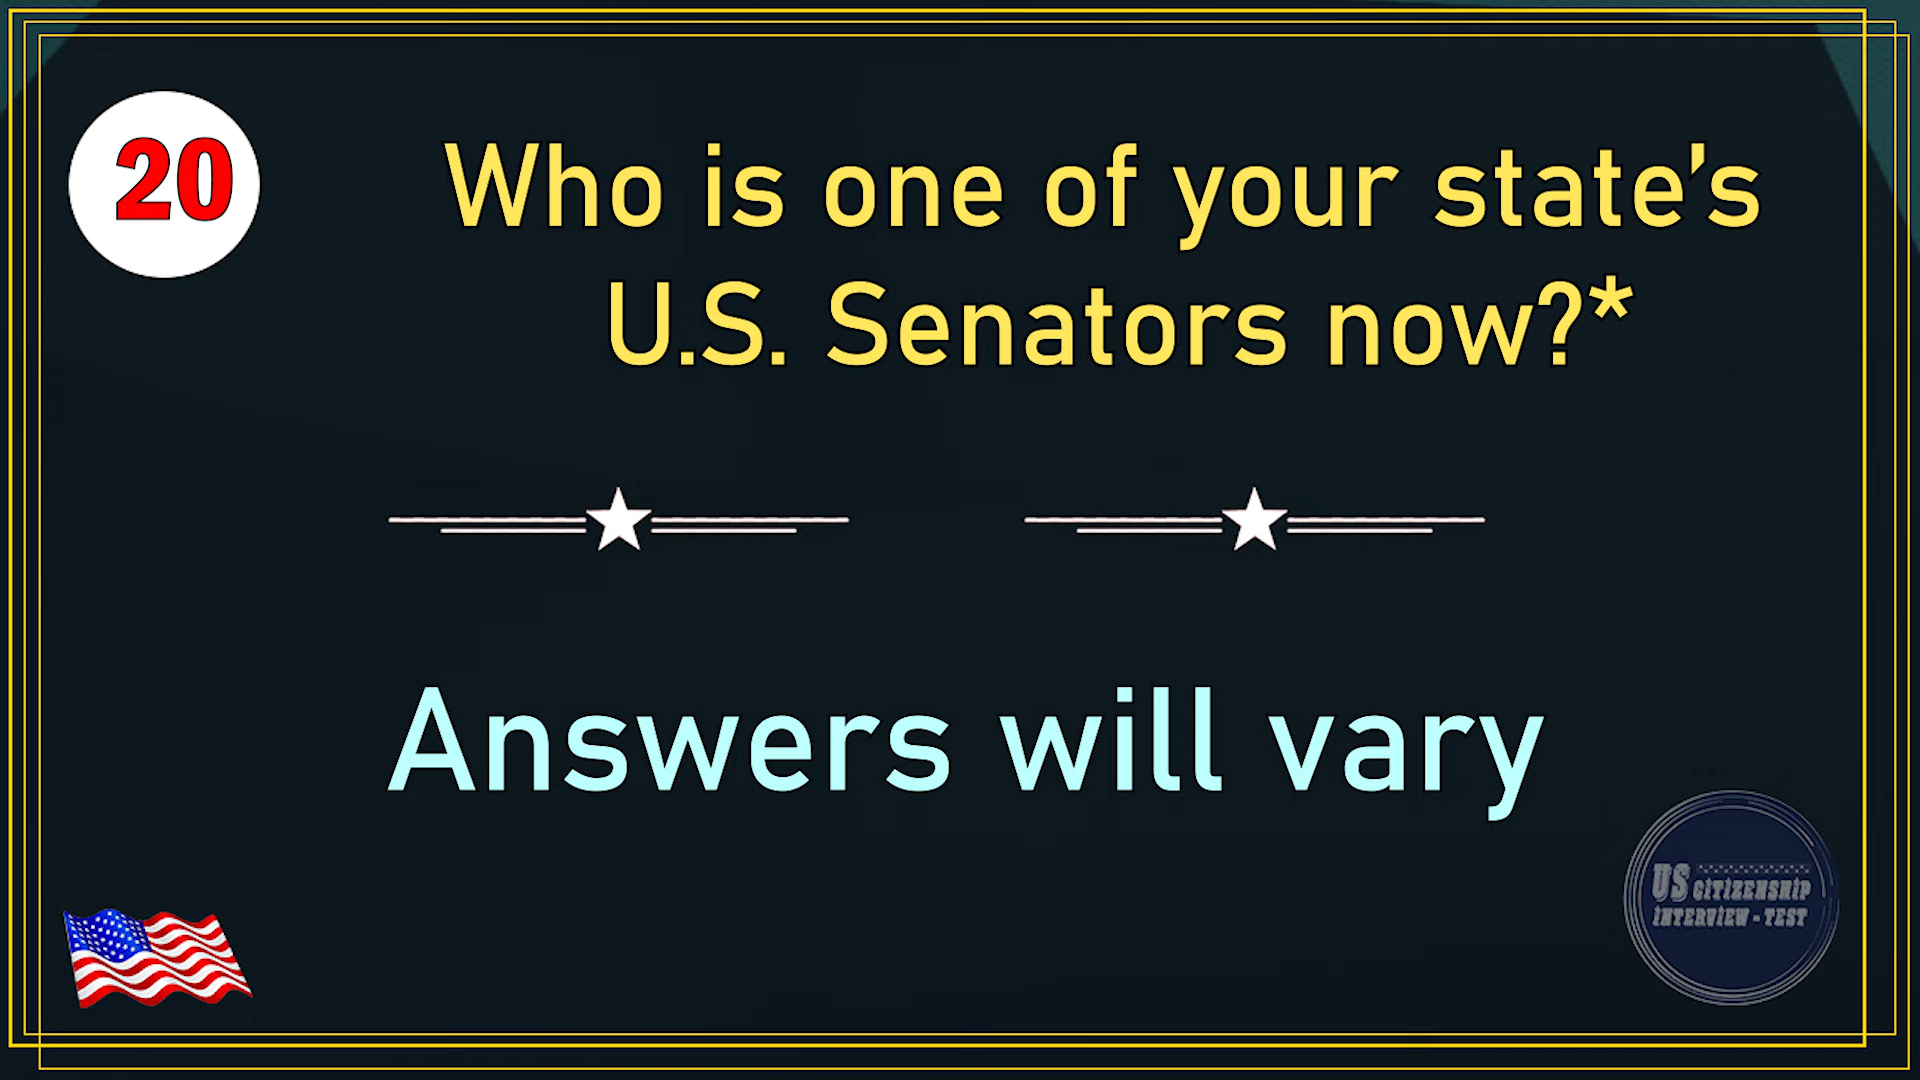 20
Who is one of your state’s
U.S. Senators now?*
Answers will vary
US CITIZENSHIP
INTERVIEW - TEST